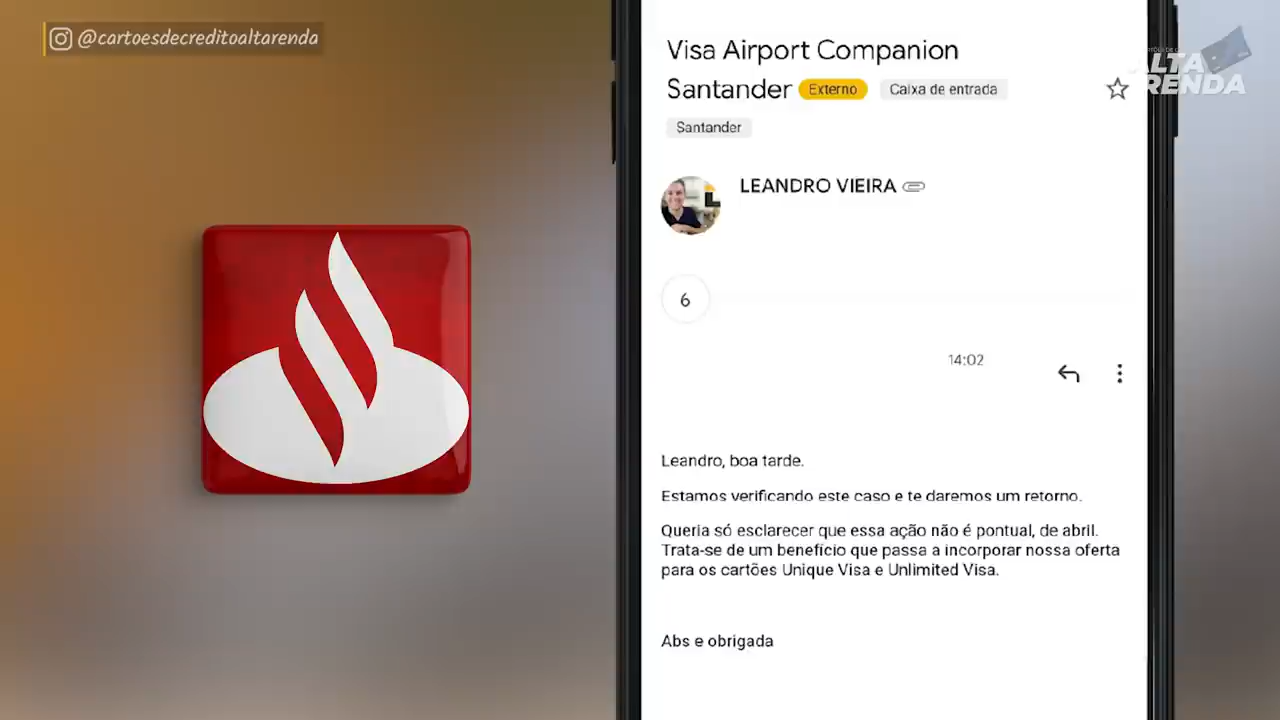 @cartoesdecreditoaltarenda
Visa Airport Companion
Santander Externo Caixa de entrada
Santander
ALTA
RENDA
LEANDRO VIEIRA
6
14:02
Leandro, boa tarde.
Estamos verificando este caso e te daremos um retorno.
Queria só esclarecer que essa ação não é pontual, de abril.
Trata-se de um benefício que passa a incorporar nossa oferta
para os cartões Unique Visa e Unlimited Visa.
Abs e obrigada